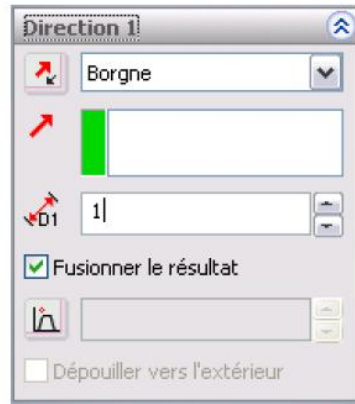 Direction 1
Borgne
D1
1
Fusionner le résultat
Dépouiller vers l'extérieur